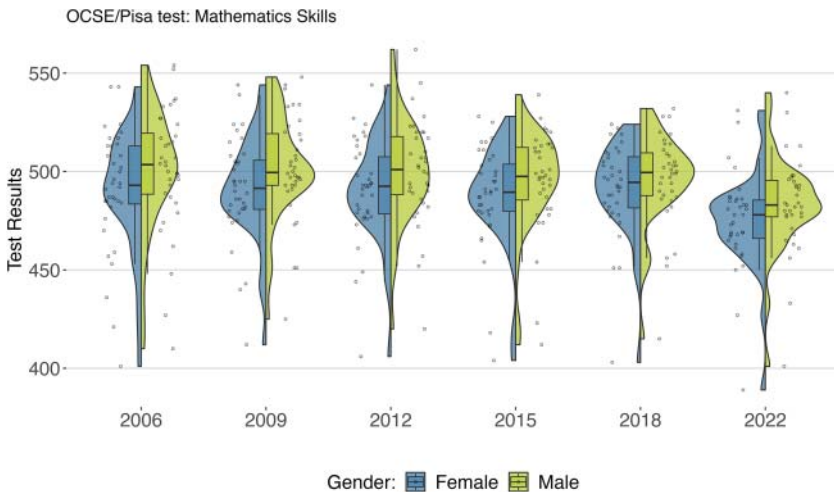 OCSE/Pisa test: Mathematics Skills
Test Results
550
500
450
400
2006 2009 2012 2015 2018 2022
Gender: Female Male